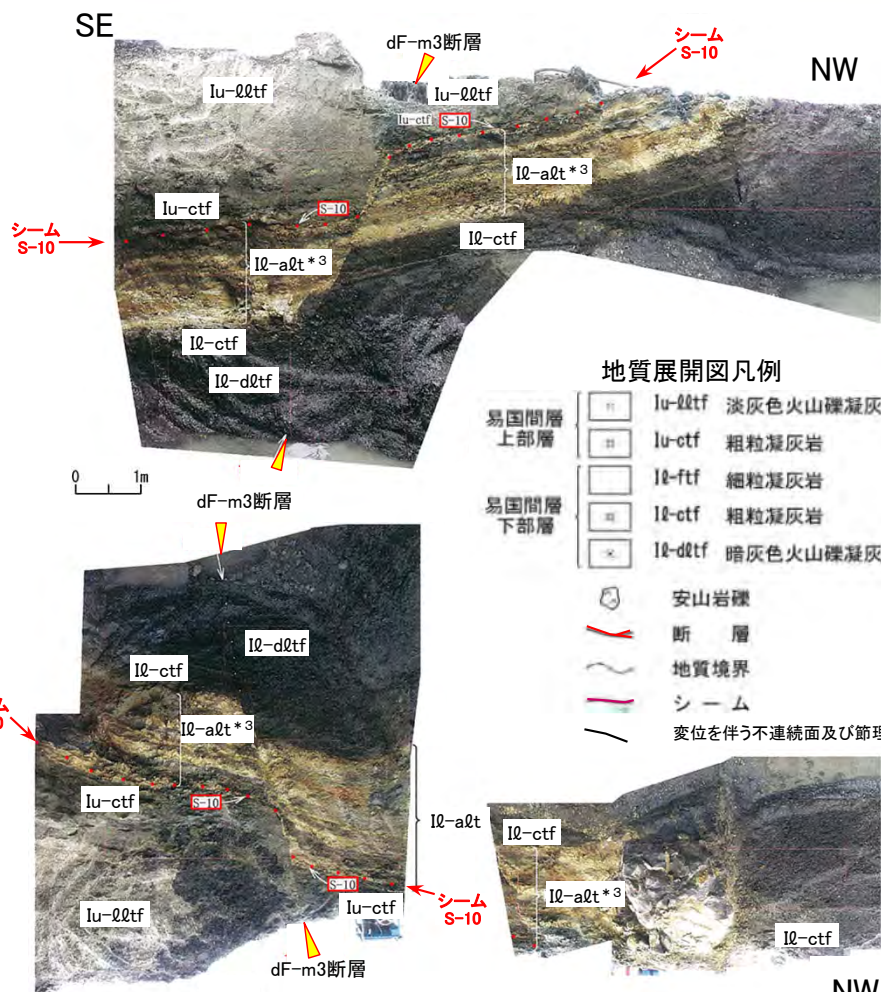 SE
dF-m3断層
シーム
S-10
NW
Iu-ℓℓtf
Iu-ℓℓtf
Iu-ctf
S-10
Iℓ-aℓt*³
Iu-ctf
S-10
シーム
S-10
Iℓ-ctf
Iℓ-aℓt*³
Iℓ-ctf
Iℓ-dℓtf
地質展開図凡例
易国間層
上部層
Iu-ℓℓtf 淡灰色火山礫凝灰
Iu-ctf 粗粒凝灰岩
易国間層
下部層
Iℓ-ftf 細粒凝灰岩
Iℓ-ctf 粗粒凝灰岩
Iℓ-dℓtf 暗灰色火山礫凝灰
安山岩礫
断 層
地質境界
シ ー ム
変位を伴う不連続面及び節理
0 1m
dF-m3断層
Iℓ-dℓtf
Iℓ-ctf
Iℓ-aℓt*³
Iu-ctf
S-10
Iℓ-aℓt
S-10
シーム
S-10
Iu-ctf
Iu-ℓℓtf
dF-m3断層
Iℓ-ctf
Iℓ-aℓt*³
Iℓ-ctf
NW